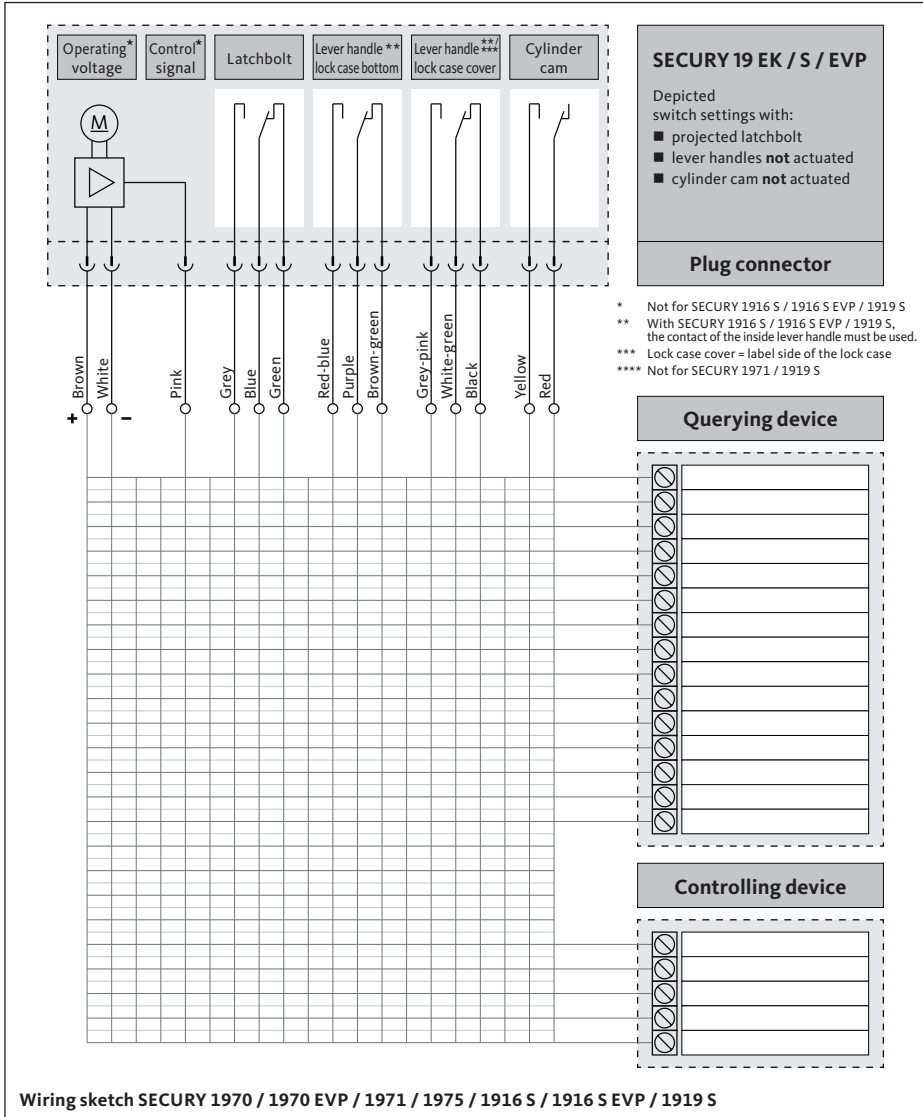 Operating*
voltage
Control*
signal
Latchbolt
Lever handle **
lock case bottom
Lever handle **/***
lock case cover
Cylinder
cam
M
SECURY 19 EK / S / EVP
Depicted
switch settings with:
■ projected latchbolt
■ lever handles not actuated
■ cylinder cam not actuated
Plug connector
* Not for SECURY 1916 S / 1916 S EVP / 1919 S
** With SECURY 1916 S / 1916 S EVP / 1919 S,
the contact of the inside lever handle must be used.
*** Lock case cover = label side of the lock case
**** Not for SECURY 1971 / 1919 S
Brown
White
Pink
Grey
Blue
Green
Red-blue
Purple
Brown-green
Grey-pink
White-green
Black
Yellow
Red
+
–
Querying device
Controlling device
Wiring sketch SECURY 1970 / 1970 EVP / 1971 / 1975 / 1916 S / 1916 S EVP / 1919 S